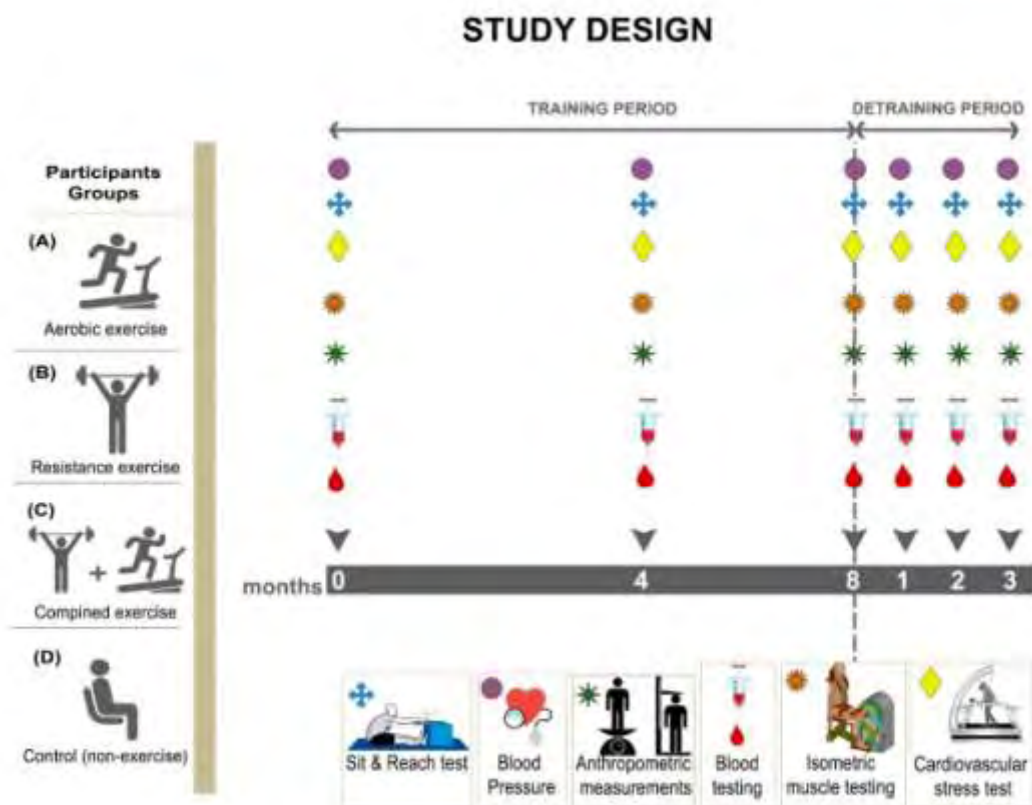 STUDY DESIGN
TRAINING PERIOD
DETRAINING PERIOD
Participants
Groups
(A)
Aerobic exercise
(B)
Resistance exercise
(C)
+
Compined exercise
(D)
Control (non-exercise)
months 0 4 8 1 2 3
Sit & Reach test
Blood
Pressure
Anthropometric
measurements
Blood
testing
Isometric
muscle testing
Cardiovascular
stress test